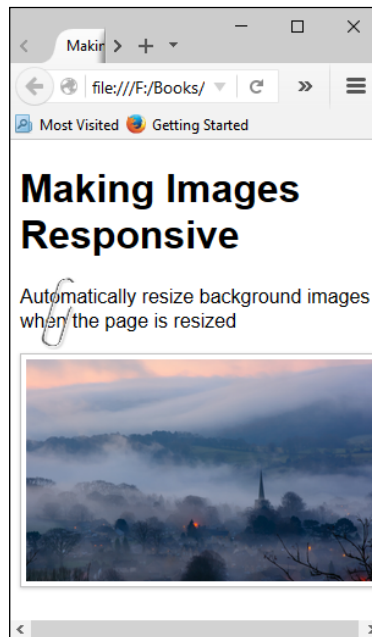 Makin
file:///F:/Books/
Most Visited Getting Started
Making Images
Responsive
Automatically resize background images
when the page is resized